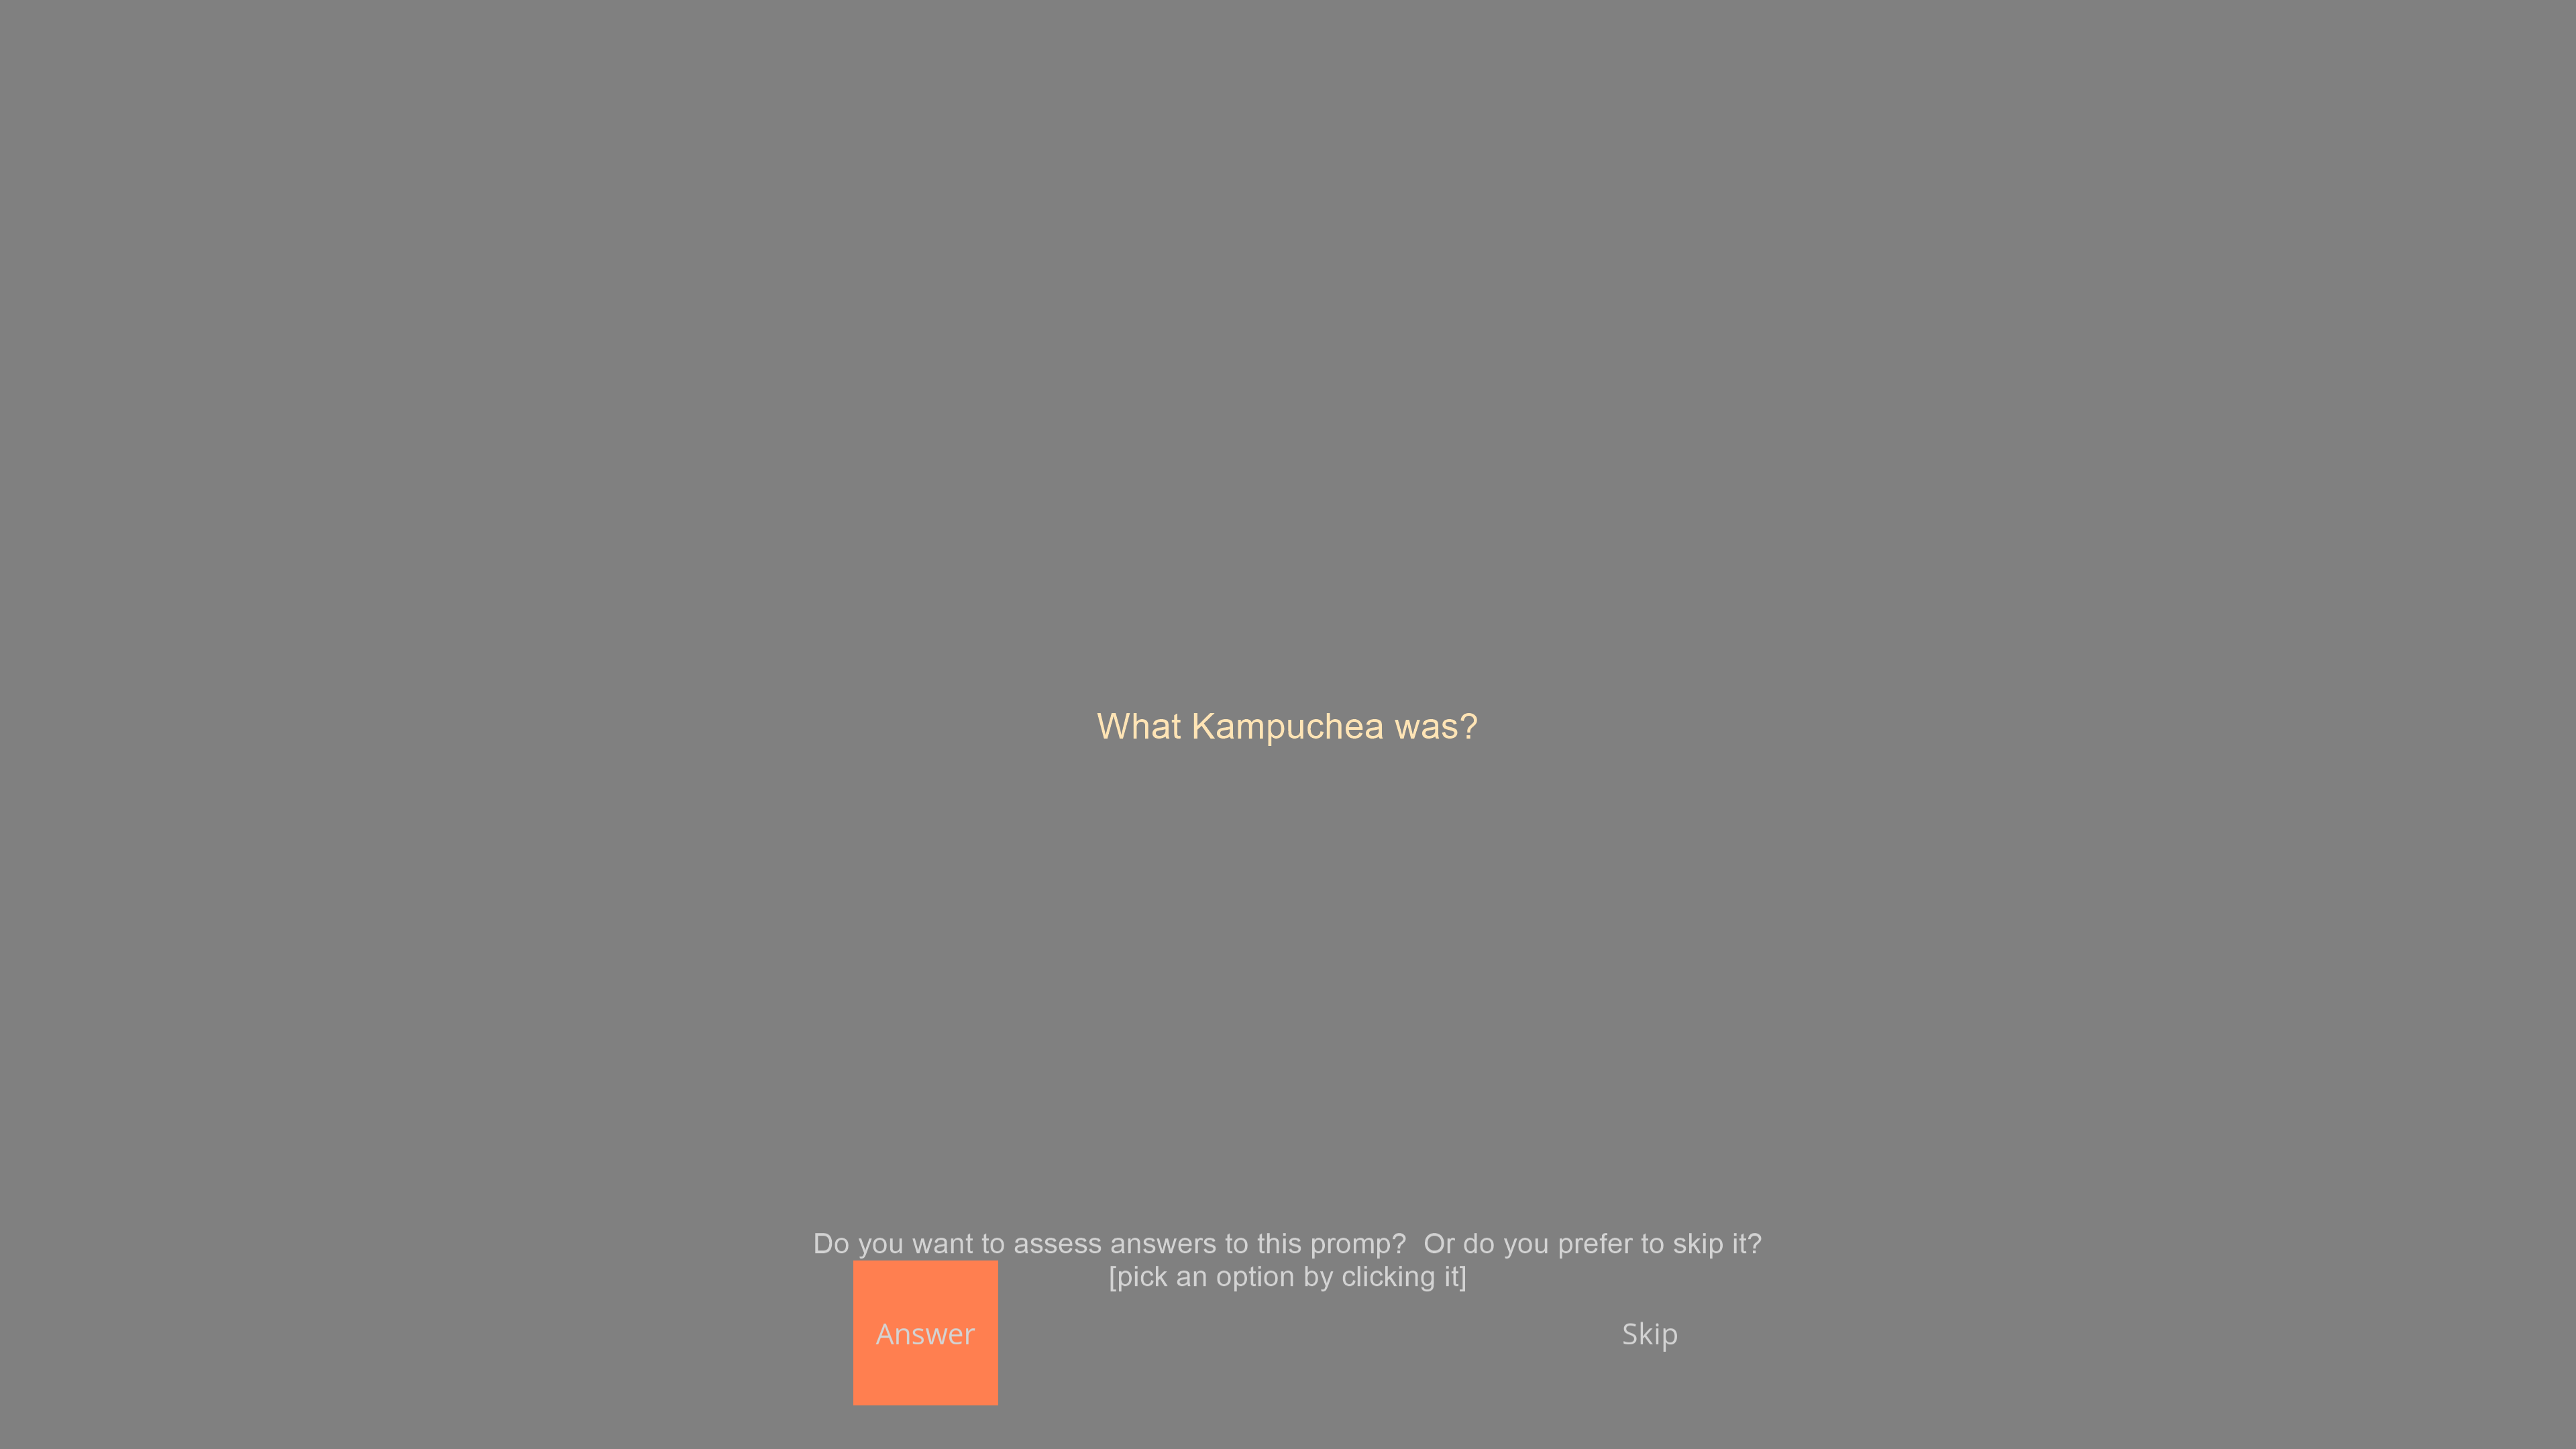 What Kampuchea was?
Do you want to assess answers to this promp?  Or do you prefer to skip it?
[pick an option by clicking it]
Answer
Skip